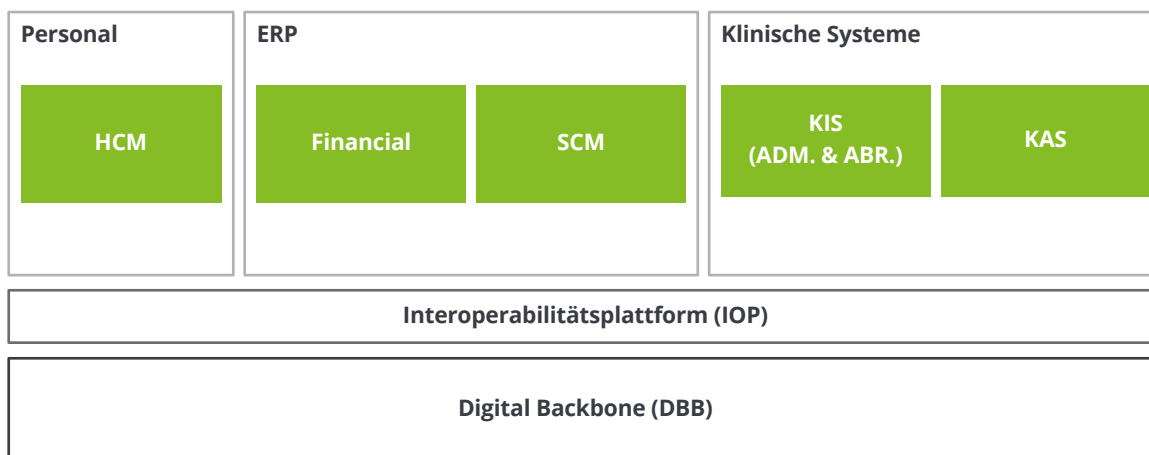 Personal
HCM
ERP
Financial
SCM
Klinische Systeme
KIS
(ADM. & ABR.)
KAS
Interoperabilitätsplattform (IOP)
Digital Backbone (DBB)